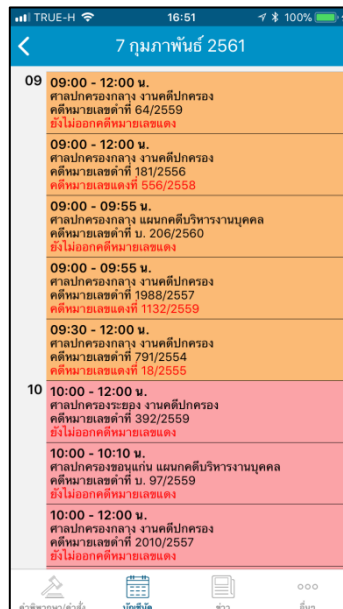 TRUE-H 16:51 100%
7 กุมภาพันธ์ 2561
09 09:00 - 12:00 น.
ศาลปกครองกลาง งานคดีปกครอง
คดีหมายเลขดำที่ 64/2559
ยังไม่ออกคดีหมายเลขแดง
09:00 - 12:00 น.
ศาลปกครองกลาง งานคดีปกครอง
คดีหมายเลขดำที่ 181/2556
คดีหมายเลขแดงที่ 556/2558
09:00 - 09:55 น.
ศาลปกครองกลาง แผนกคดีบริหารงานบุคคล
คดีหมายเลขดำที่ บ. 206/2560
ยังไม่ออกคดีหมายเลขแดง
09:00 - 09:55 น.
ศาลปกครองกลาง งานคดีปกครอง
คดีหมายเลขดำที่ 1988/2557
คดีหมายเลขแดงที่ 1132/2559
09:30 - 12:00 น.
ศาลปกครองกลาง งานคดีปกครอง
คดีหมายเลขดำที่ 791/2554
คดีหมายเลขแดงที่ 18/2555
10 10:00 - 12:00 น.
ศาลปกครองระยอง งานคดีปกครอง
คดีหมายเลขดำที่ 392/2559
ยังไม่ออกคดีหมายเลขแดง
10:00 - 10:10 น.
ศาลปกครองขอนแก่น แผนกคดีบริหารงานบุคคล
คดีหมายเลขดำที่ บ. 97/2559
ยังไม่ออกคดีหมายเลขแดง
10:00 - 12:00 น.
ศาลปกครองกลาง งานคดีปกครอง
คดีหมายเลขดำที่ 2010/2557
ยังไม่ออกคดีหมายเลขแดง
คำพิพากษา/คำสั่ง บัญชีนัด ข่าว อื่นๆ